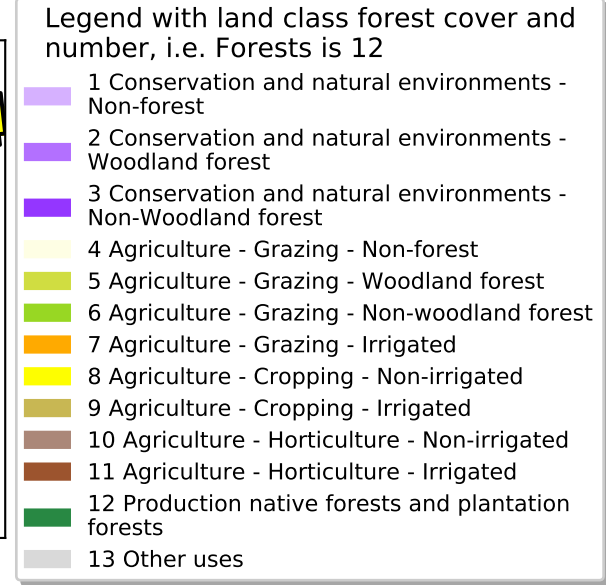 Legend with land class forest cover and
number, i.e. Forests is 12
1 Conservation and natural environments -
Non-forest
2 Conservation and natural environments -
Woodland forest
3 Conservation and natural environments -
Non-Woodland forest
4 Agriculture - Grazing - Non-forest
5 Agriculture - Grazing - Woodland forest
6 Agriculture - Grazing - Non-woodland forest
7 Agriculture - Grazing - Irrigated
8 Agriculture - Cropping - Non-irrigated
9 Agriculture - Cropping - Irrigated
10 Agriculture - Horticulture - Non-irrigated
11 Agriculture - Horticulture - Irrigated
12 Production native forests and plantation
forests
13 Other uses